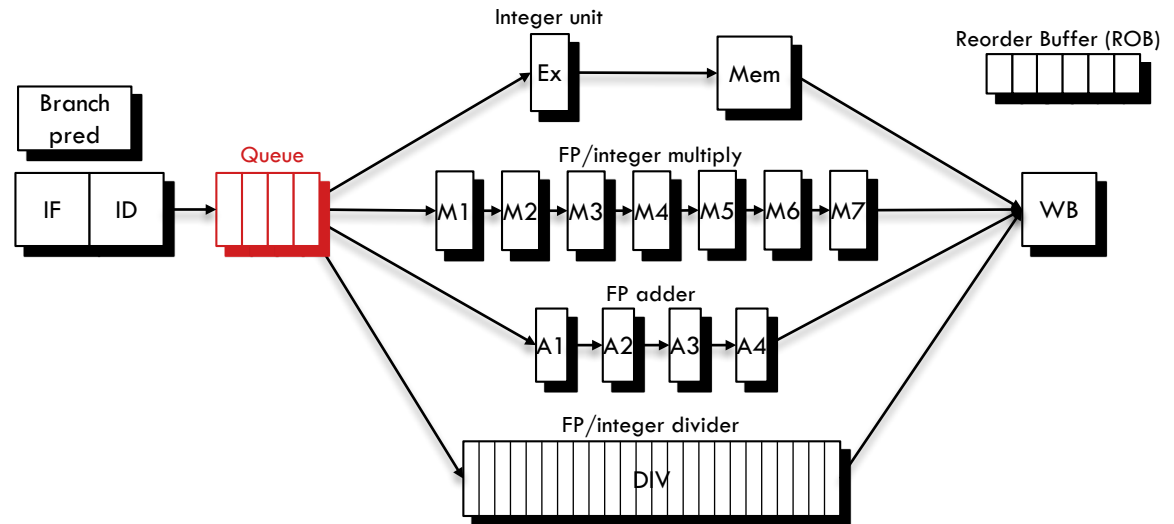 Integer unit
Reorder Buffer (ROB)
Ex
Mem
Branch
pred
Queue
FP/integer multiply
IF
ID
M1
M2
M3
M4
M5
M6
M7
WB
FP adder
A1
A2
A3
A4
FP/integer divider
DIV